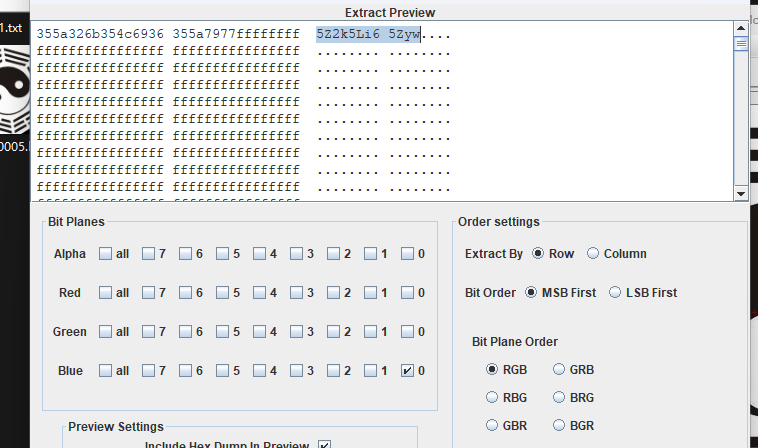 Extract Preview
1.txt
355a326b354c6936 355a7977ffffffff 5Z2k5Li6 5Zyw....
ffffffffffffffff ffffffffffffffff ........ ........
ffffffffffffffff ffffffffffffffff ........ ........
ffffffffffffffff ffffffffffffffff ........ ........
ffffffffffffffff ffffffffffffffff ........ ........
ffffffffffffffff ffffffffffffffff ........ ........
ffffffffffffffff ffffffffffffffff ........ ........
ffffffffffffffff ffffffffffffffff ........ ........
ffffffffffffffff ffffffffffffffff ........ ........
ffffffffffffffff ffffffffffffffff ........ ........
Bit Planes
Alpha all 7 6 5 4 3 2 1 0
Red all 7 6 5 4 3 2 1 0
Green all 7 6 5 4 3 2 1 0
Blue all 7 6 5 4 3 2 1 0
Order settings
Extract By Row Column
Bit Order MSB First LSB First
Bit Plane Order
RGB GRB
RBG BRG
GBR BGR
Preview Settings
Include Hex Dump In Preview